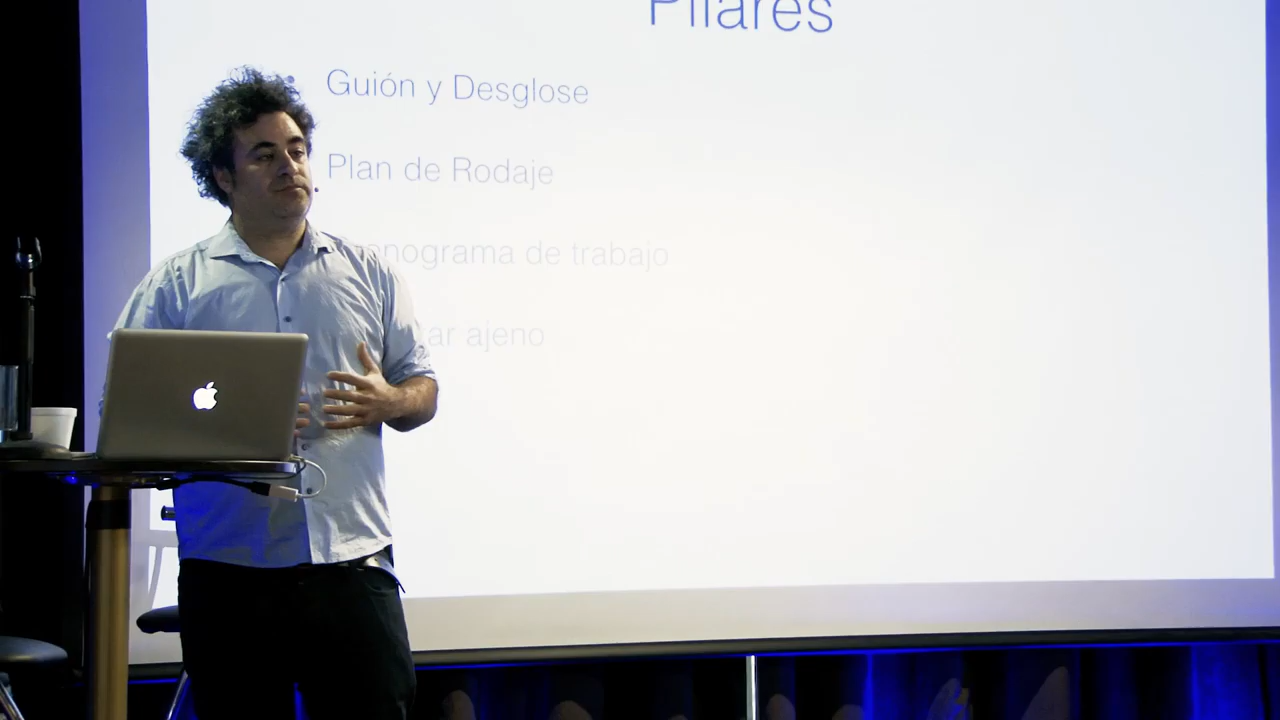 Pilares
Guión y Desglose
Plan de Rodaje
nograma de trabajo
ar ajeno